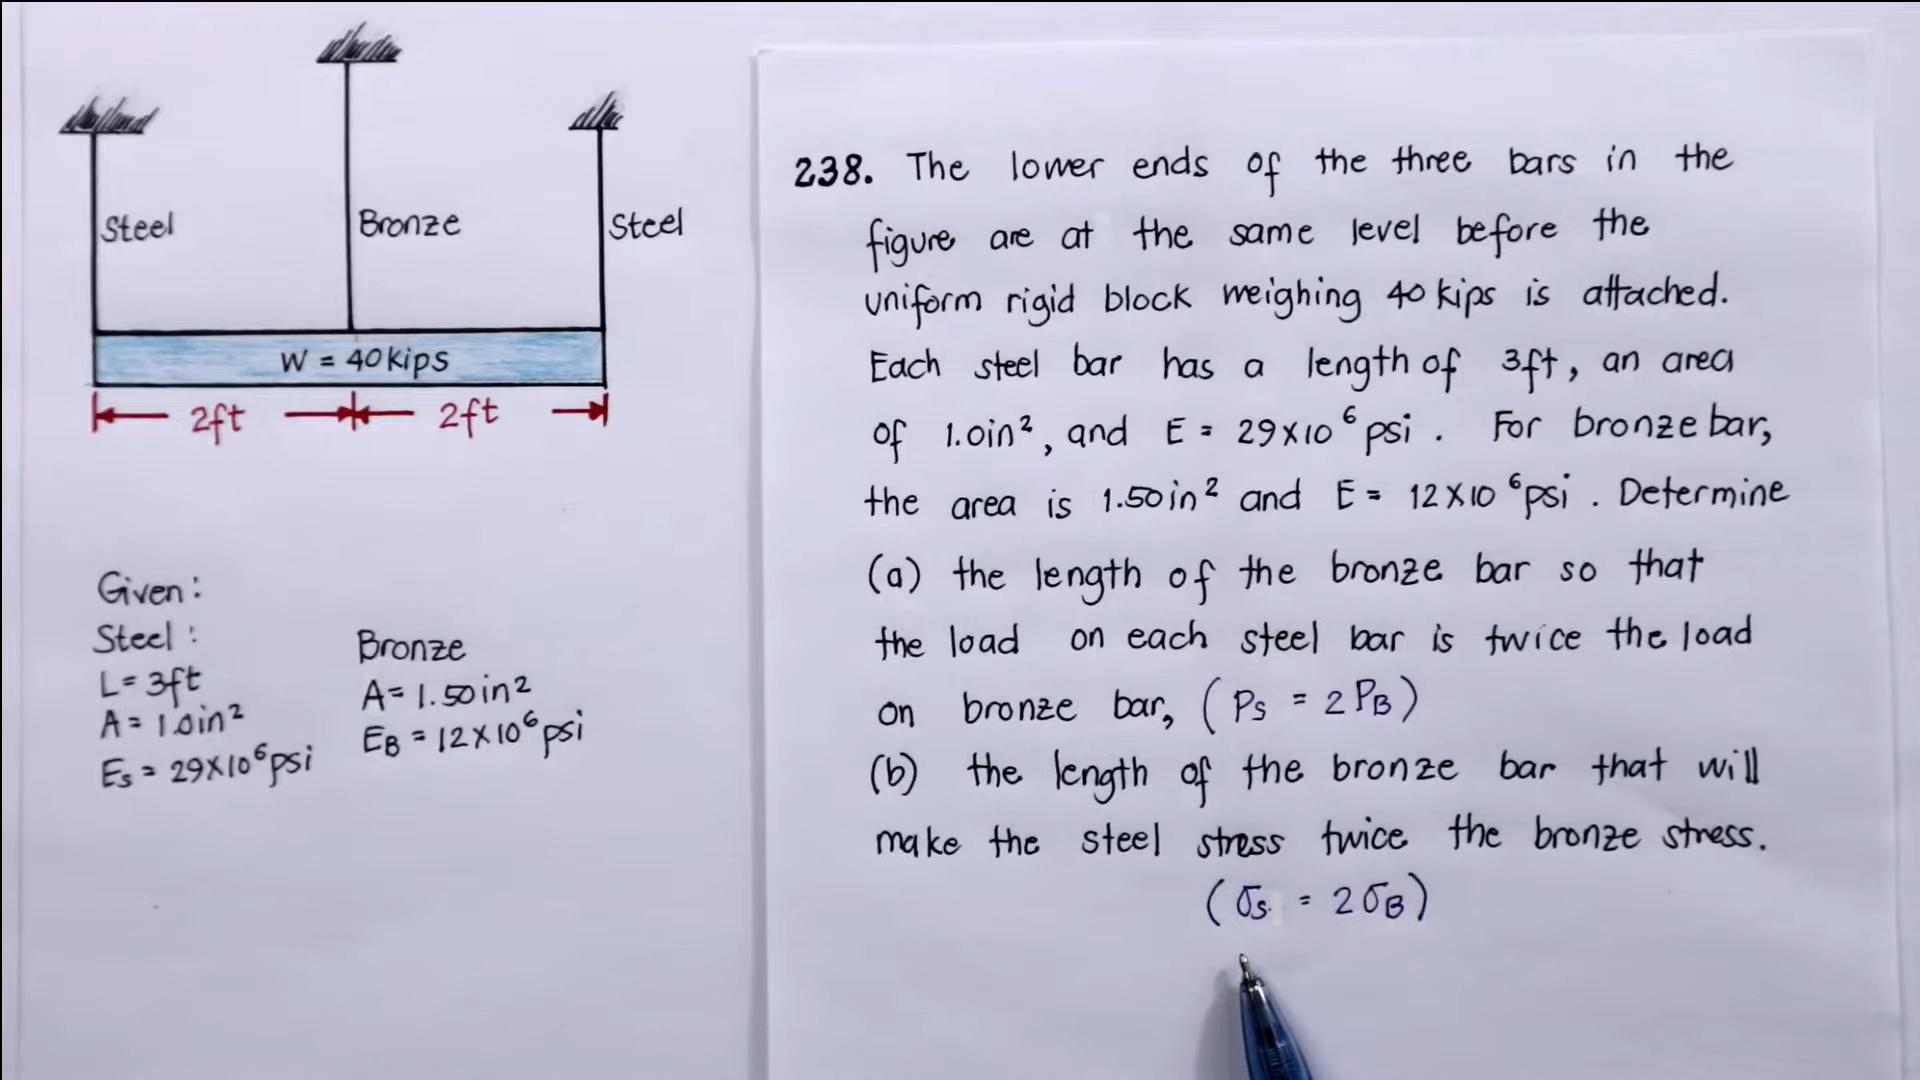 Steel
Bronze
Steel
W = 40 kips
2ft
2ft
Given:
Steel:
L = 3ft
A = 1.0in²
Es = 29x10⁶psi
Bronze
A = 1.50in²
EB = 12x10⁶psi
238. The lower ends of the three bars in the
figure are at the same level before the
uniform rigid block weighing 40 kips is attached.
Each steel bar has a length of 3ft, an area
of 1.0in², and E = 29x10⁶psi. For bronze bar,
the area is 1.50in² and E = 12x10⁶psi. Determine
(a) the length of the bronze bar so that
the load on each steel bar is twice the load
on bronze bar, (Ps = 2PB)
(b) the length of the bronze bar that will
make the steel stress twice the bronze stress.
(σs = 2σB)